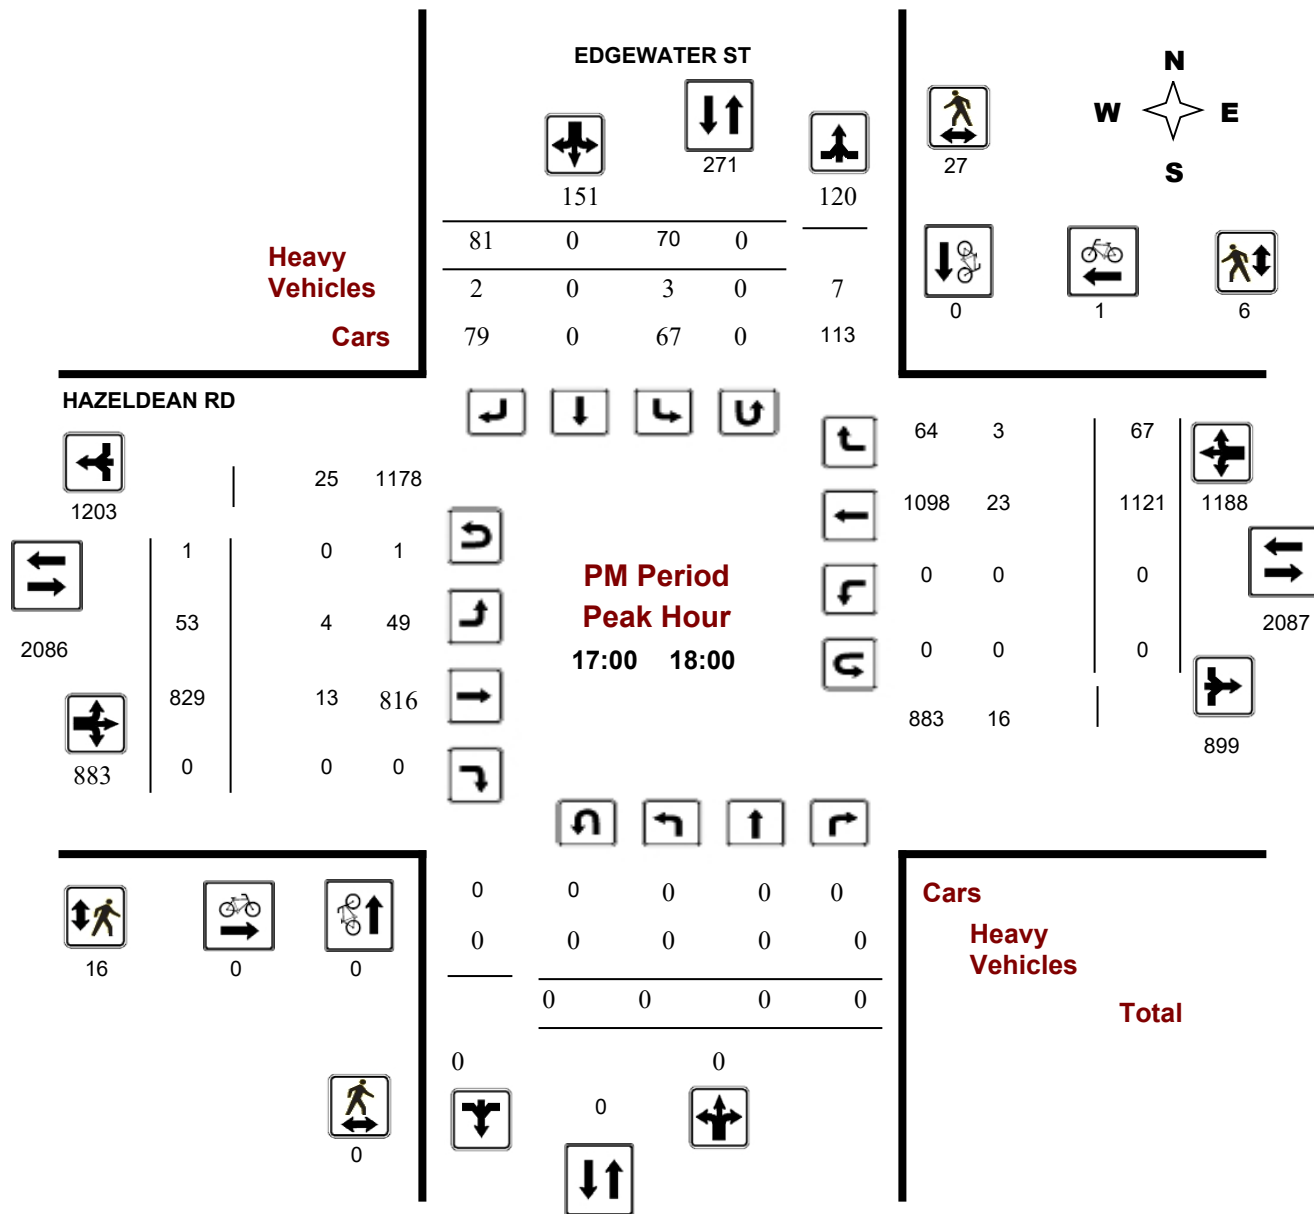 EDGEWATER ST
N
W E
S
151
271
120
27
81 0 70 0
Heavy
Vehicles
2 0 3 0 7
Cars
79 0 67 0 113
0 1 6
HAZELDEAN RD
25 1178
1203
64 3 67
1098 23 1121 1188
1 0 1
0 0 0
53 4 49
2086
2087
0 0 0
829 13 816
883 16
899
883
0 0 0
PM Period
Peak Hour
17:00 18:00
0 0 0 0 0
0 0 0 0 0
0 0 0 0
0 0
0
16 0 0
0
Cars
Heavy
Vehicles
Total